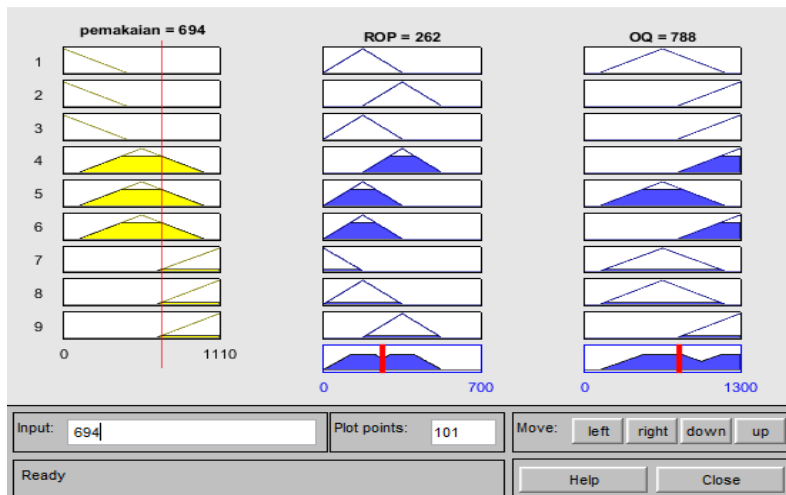 pemakaian = 694
ROP = 262
OQ = 788
1
2
3
4
5
6
7
8
9
0 1110
0 700
0 1300
Input: 694
Plot points: 101
Move: left right down up
Ready
Help Close